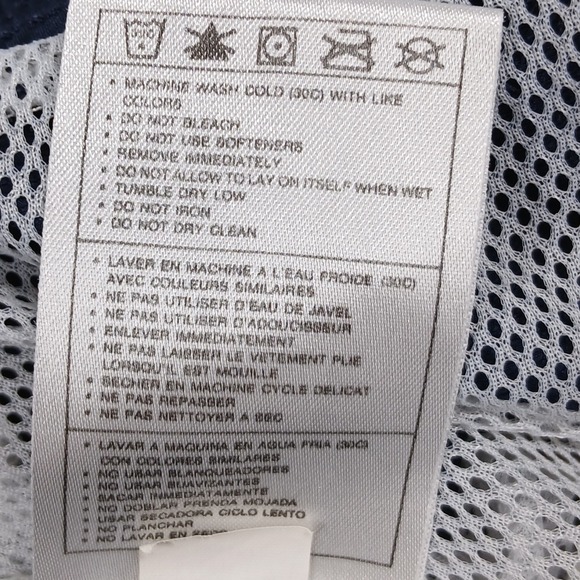 • MACHINE WASH COLD (30C) WITH LIKE
COLORS
• DO NOT BLEACH
• DO NOT USE SOFTENERS
• REMOVE IMMEDIATELY
• DO NOT ALLOW TO LAY ON ITSELF WHEN WET
• TUMBLE DRY LOW
• DO NOT IRON
• DO NOT DRY CLEAN
• LAVER EN MACHINE A L'EAU FROIDE (30C)
AVEC COULEURS SIMILAIRES
• NE PAS UTILISER D'EAU DE JAVEL
• NE PAS UTILISER D'ADOUCISSEUR
• ENLEVER IMMEDIATEMENT
• NE PAS LAISSER LE VETEMENT PLIE
LORSQU'IL EST MOUILLE
• SECHER EN MACHINE CYCLE DELICAT
• NE PAS REPASSER
• NE PAS NETTOYER A SEC
• LAVAR A MAQUINA EN AGUA FRIA (30C)
CON COLORES SIMILARES
• NO USAR BLANQUEADORES
• NO USAR SUAVIZANTES
• SACAR INMEDIATAMENTE
• NO DOBLAR PRENDA MOJADA
• USAR SECADORA CICLO LENTO
• NO PLANCHAR
• NO LAVAR EN